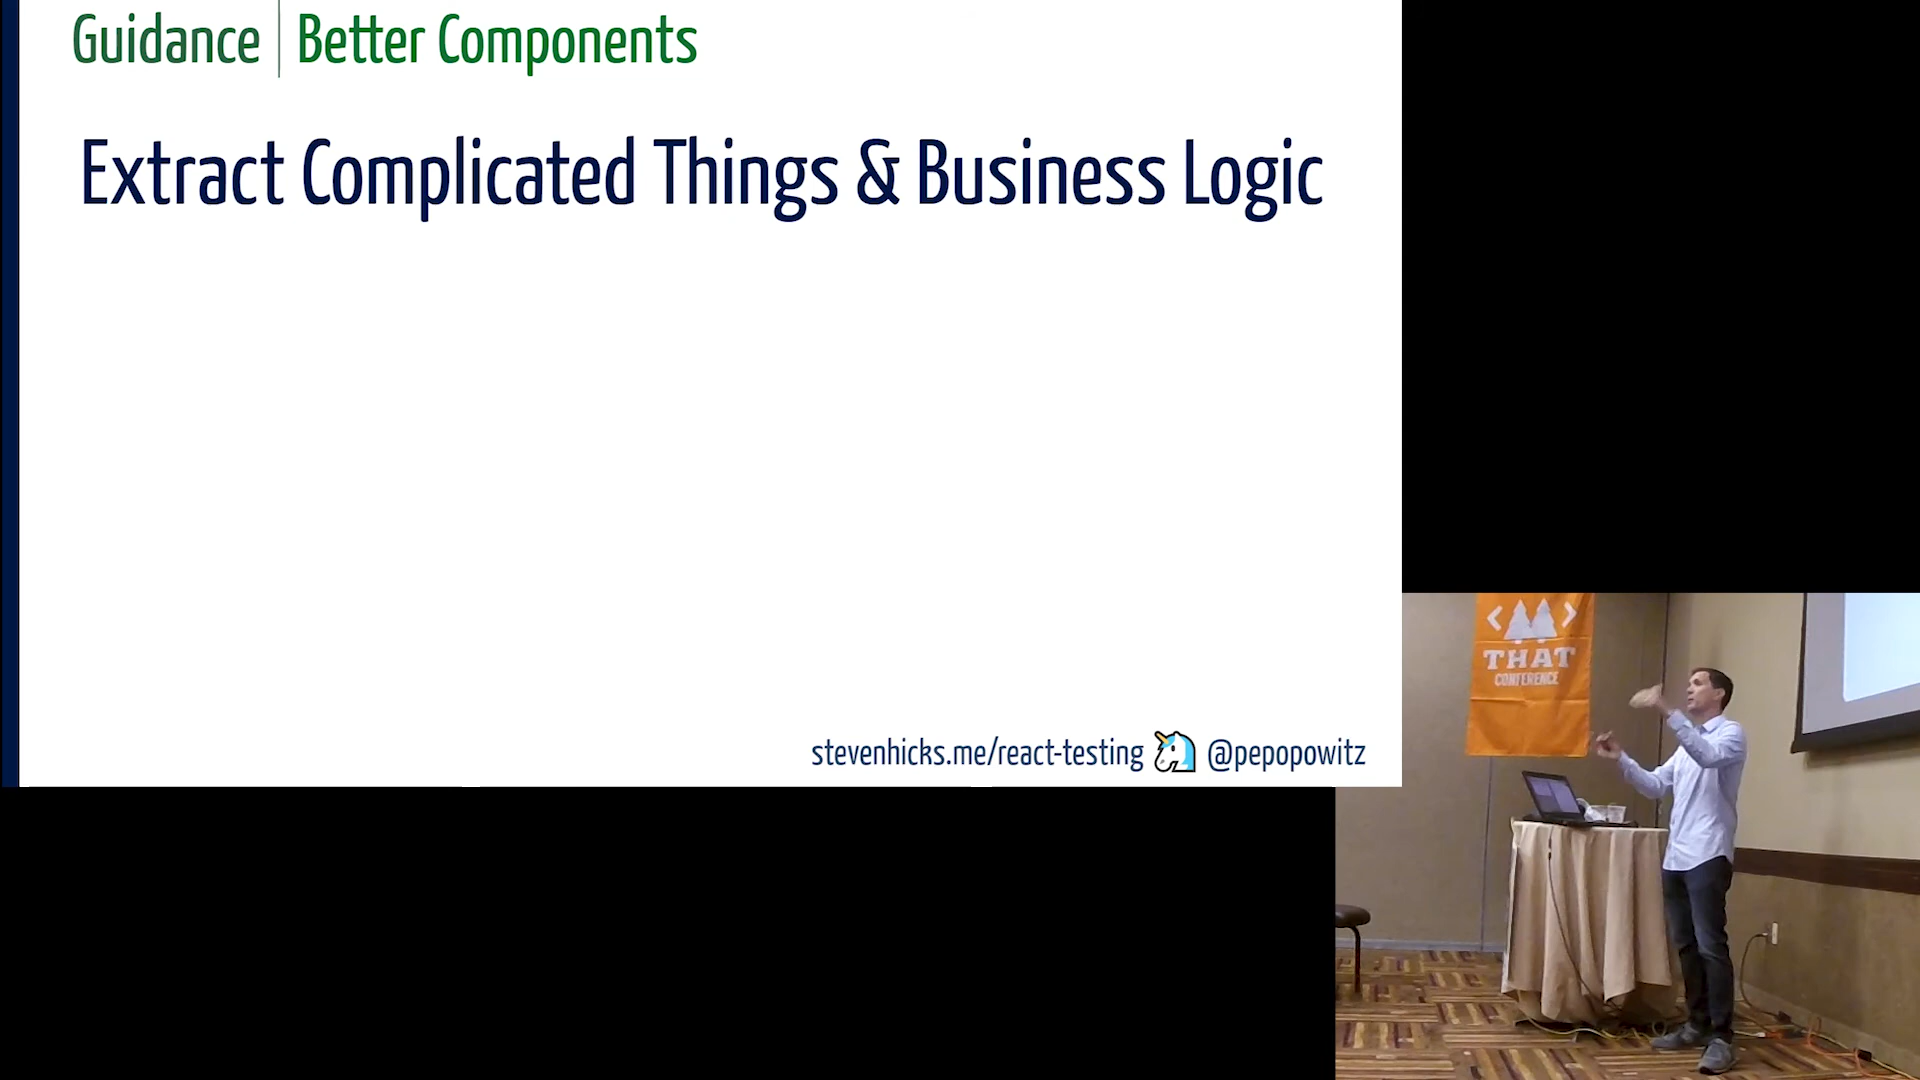 Guidance | Better Components
Extract Complicated Things & Business Logic
stevenhicks.me/react-testing @pepopowitz
< >
THAT
CONFERENCE